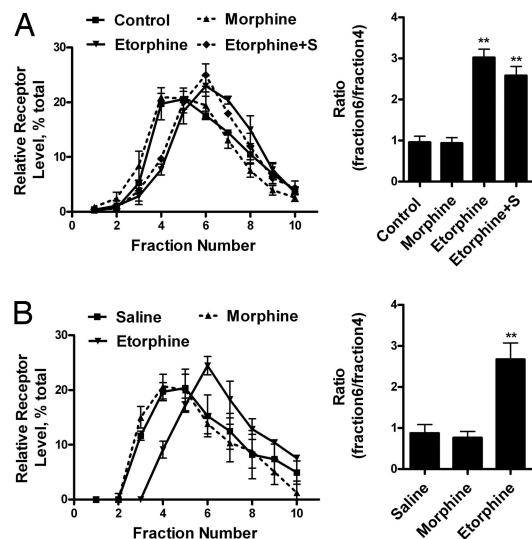 A
Control
Morphine
Etorphine
Etorphine+S
Relative Receptor
Level, % total
30
20
10
0
0
2
4
6
8
10
Fraction Number
Ratio
(fraction6/fraction4)
4
3
2
1
0
**
**
Control
Morphine
Etorphine
Etorphine+S
B
Saline
Morphine
Etorphine
Relative Receptor
Level, % total
30
20
10
0
0
2
4
6
8
10
Fraction Number
Ratio
(fraction6/fraction4)
4
3
2
1
0
**
Saline
Morphine
Etorphine